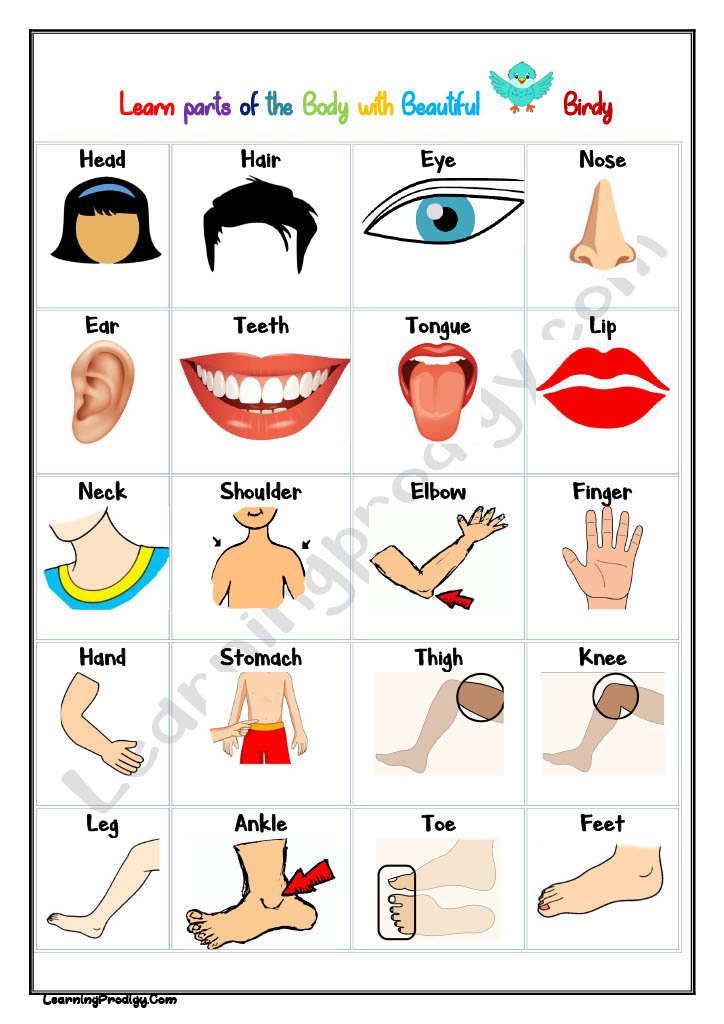 Learn parts of the Body with Beautiful Birdy
Head Hair Eye Nose
Ear Teeth Tongue Lip
Neck Shoulder Elbow Finger
Hand Stomach Thigh Knee
Leg Ankle Toe Feet
Learningprodigy.com
LearningProdigy.Com